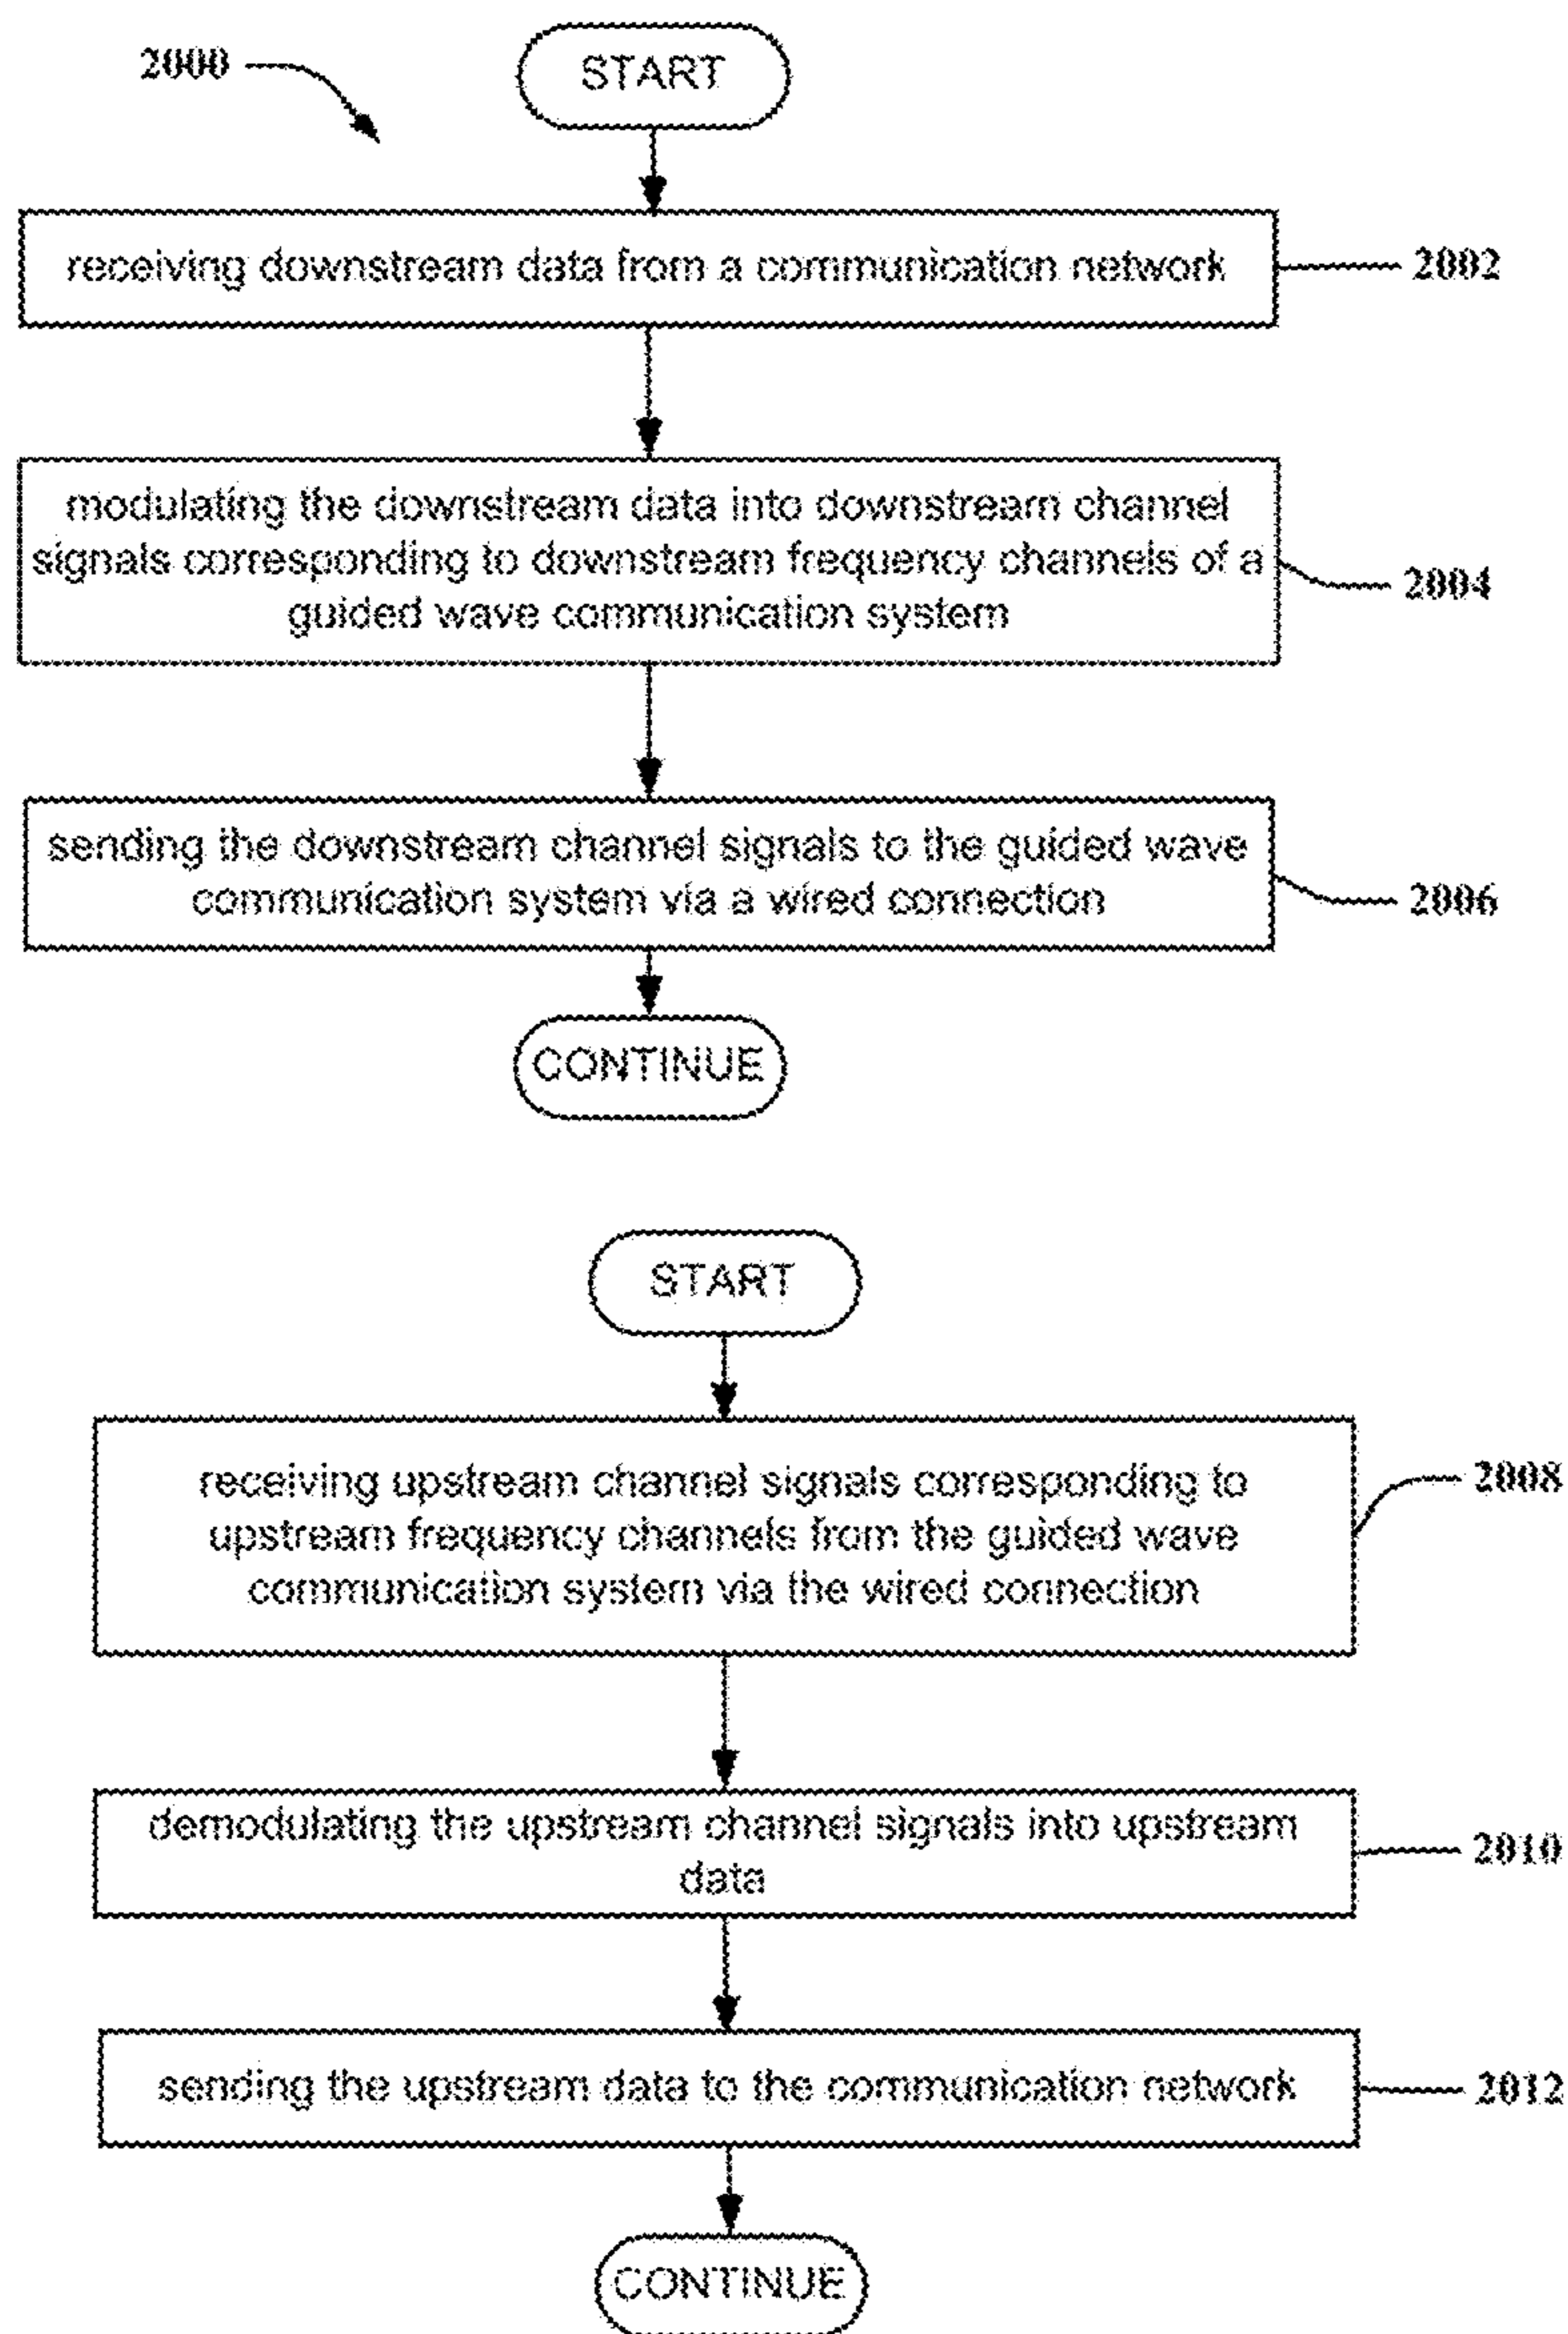 2000
START
receiving downstream data from a communication network
2002
modulating the downstream data into downstream channel
signals corresponding to downstream frequency channels of a
guided wave communication system
2004
sending the downstream channel signals to the guided wave
communication system via a wired connection
2006
CONTINUE
START
receiving upstream channel signals corresponding to
upstream frequency channels from the guided wave
communication system via the wired connection
2008
demodulating the upstream channel signals into upstream
data
2010
sending the upstream data to the communication network
2012
CONTINUE